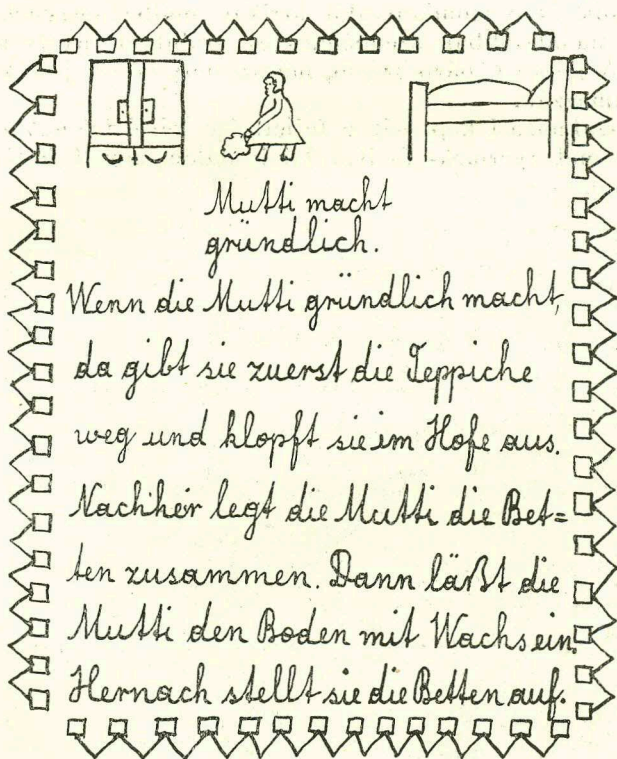 Mutti macht
gründlich.
Wenn die Mutti gründlich macht,
da gibt sie zuerst die Teppiche
weg und klopft sie im Hofe aus.
Nachher legt die Mutti die Bet=
ten zusammen. Dann läßt die
Mutti den Boden mit Wachs ein.
Hernach stellt sie die Betten auf.